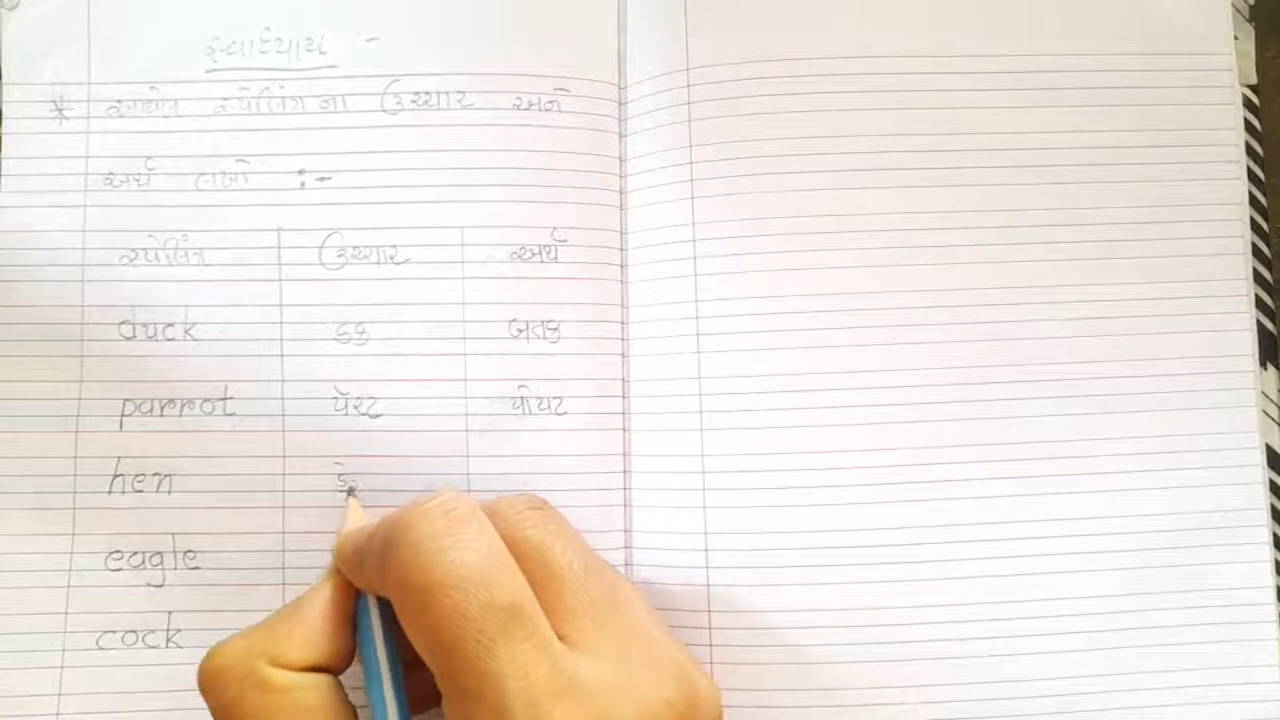 સ્વાધ્યાય :-
* આપેલ સ્પેલિંગ ના ઉચ્ચાર અને
અર્થ લખો :-
સ્પેલિંગ ઉચ્ચાર અર્થ
duck ડક બતક
parrot પૅરટ પોપટ
hen હે
eagle
cock